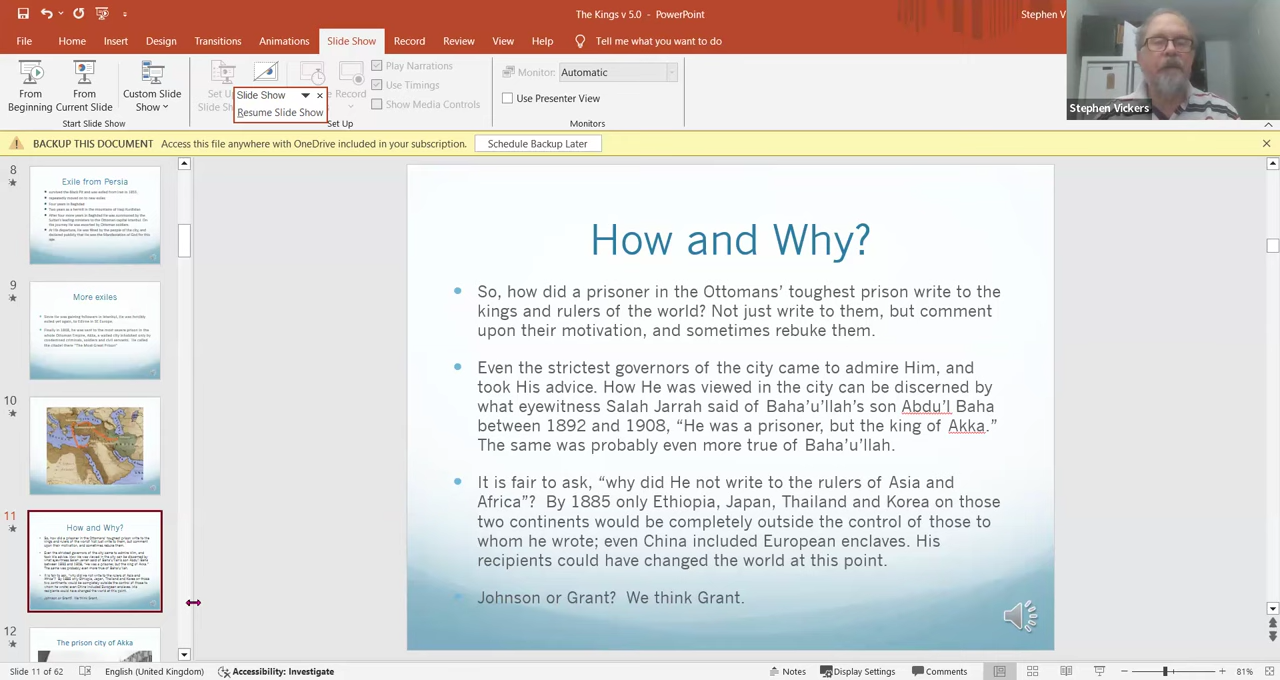 The Kings v 5.0 - PowerPoint
Stephen V
File Home Insert Design Transitions Animations Slide Show Record Review View Help Tell me what you want to do
From Beginning
From Current Slide
Custom Slide Show
Start Slide Show
Slide Show
Resume Slide Show
Set Up
Record
Play Narrations
Use Timings
Show Media Controls
Monitor: Automatic
Use Presenter View
Monitors
Stephen Vickers
BACKUP THIS DOCUMENT Access this file anywhere with OneDrive included in your subscription. Schedule Backup Later
8
Exile from Persia
9
More exiles
10
11
How and Why?
12
The prison city of Akka
How and Why?
So, how did a prisoner in the Ottomans’ toughest prison write to the
kings and rulers of the world? Not just write to them, but comment
upon their motivation, and sometimes rebuke them.
Even the strictest governors of the city came to admire Him, and
took His advice. How He was viewed in the city can be discerned by
what eyewitness Salah Jarrah said of Baha’u’llah’s son Abdu’l Baha
between 1892 and 1908, “He was a prisoner, but the king of Akka.”
The same was probably even more true of Baha’u’llah.
It is fair to ask, “why did He not write to the rulers of Asia and
Africa”? By 1885 only Ethiopia, Japan, Thailand and Korea on those
two continents would be completely outside the control of those to
whom he wrote; even China included European enclaves. His
recipients could have changed the world at this point.
Johnson or Grant? We think Grant.
Slide 11 of 62 English (United Kingdom) Accessibility: Investigate Notes Display Settings Comments 81%